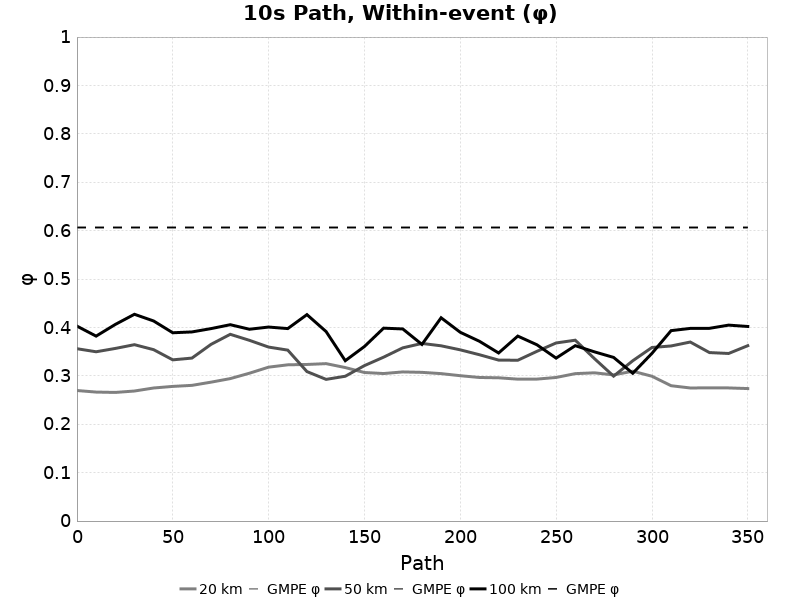 10s Path, Within-event (φ)
1
0.9
0.8
0.7
0.6
0.5
0.4
0.3
0.2
0.1
0
φ
0 50 100 150 200 250 300 350
Path
20 km GMPE φ 50 km GMPE φ 100 km GMPE φ